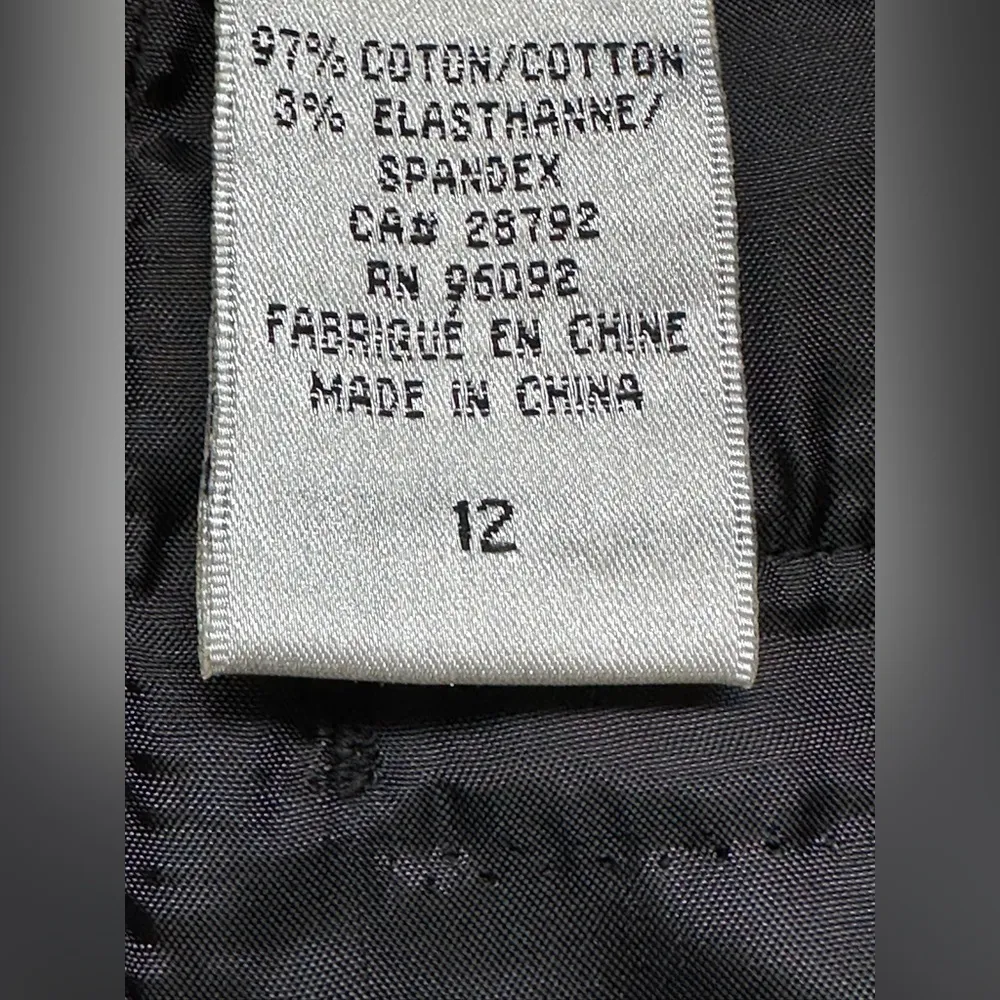 97% COTON/COTTON
3% ELASTHANNE/
SPANDEX
CA# 28792
RN 96092
FABRIQUÉ EN CHINE
MADE IN CHINA
12